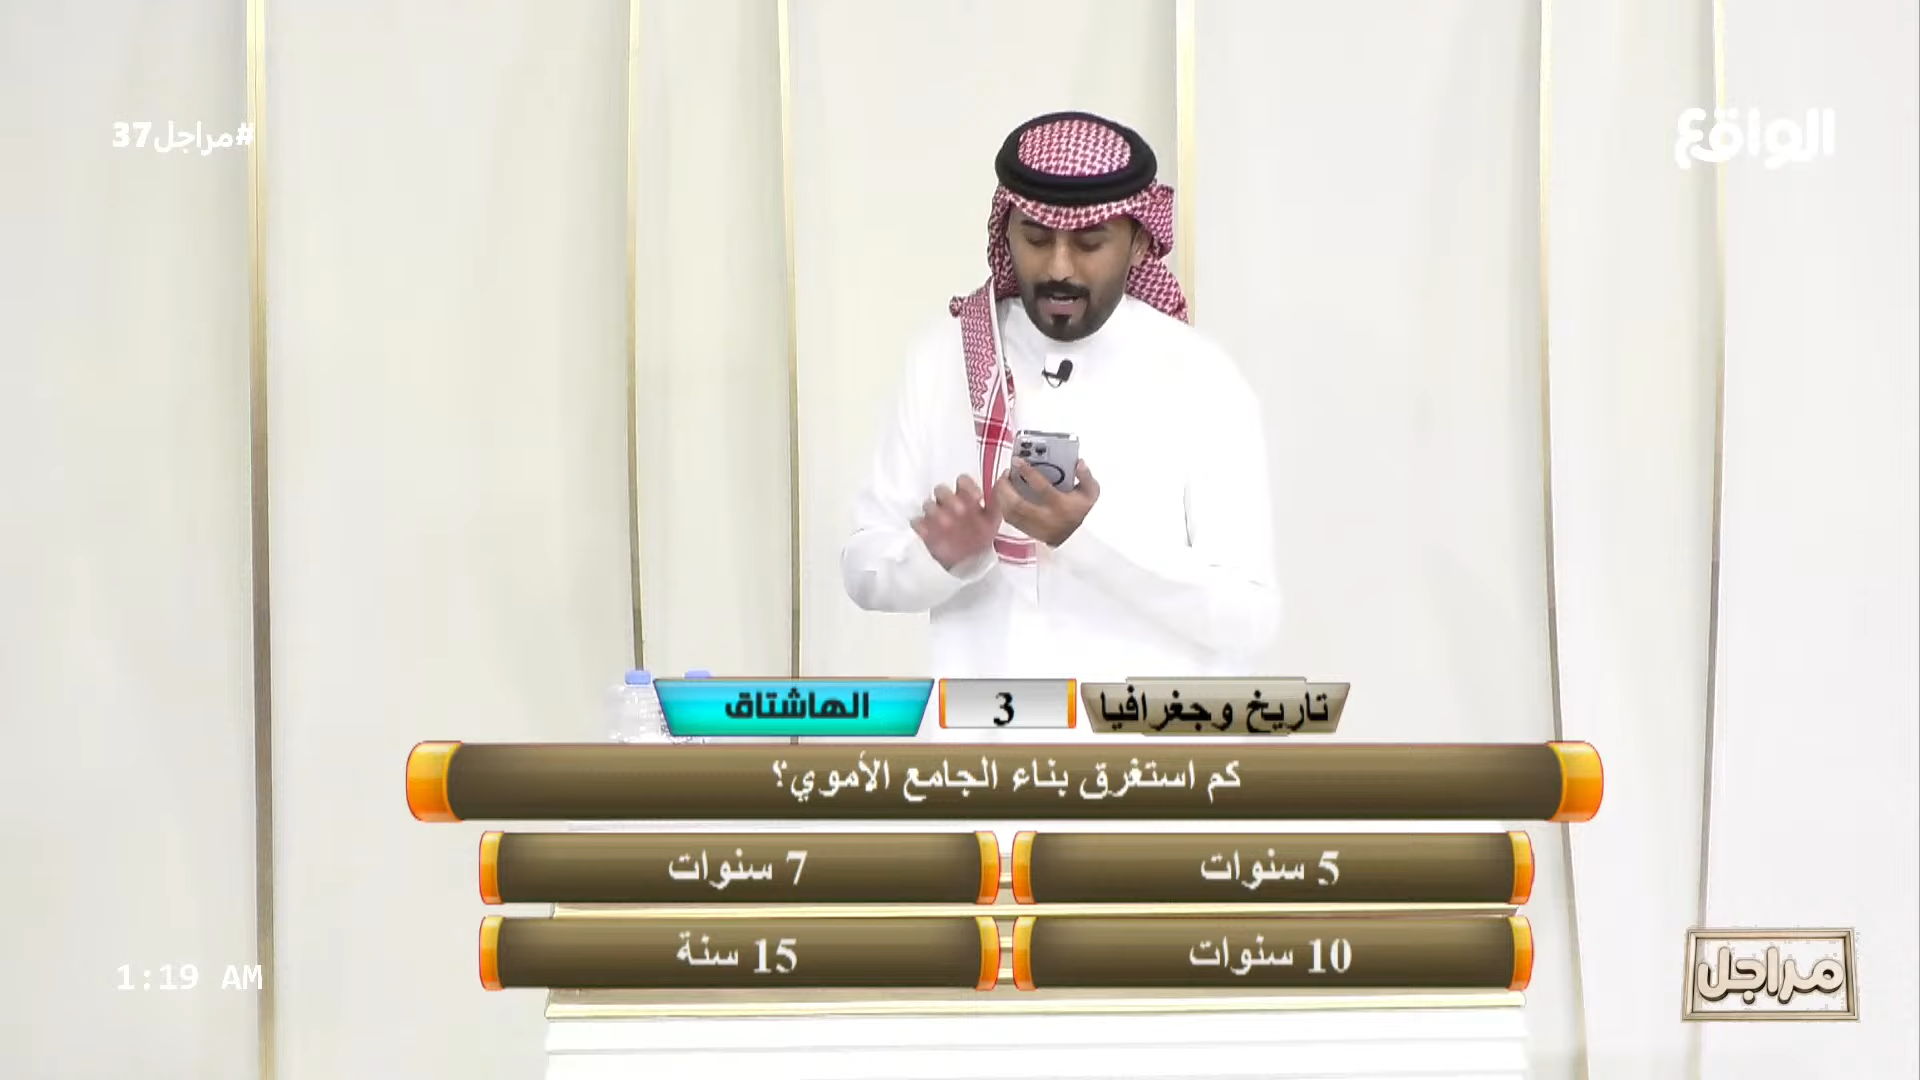 #مراجل37
الواقع
تاريخ وجغرافيا
3
الهاشتاق
كم استغرق بناء الجامع الأموي؟
5 سنوات
7 سنوات
10 سنوات
15 سنة
1:19 AM
مراجل